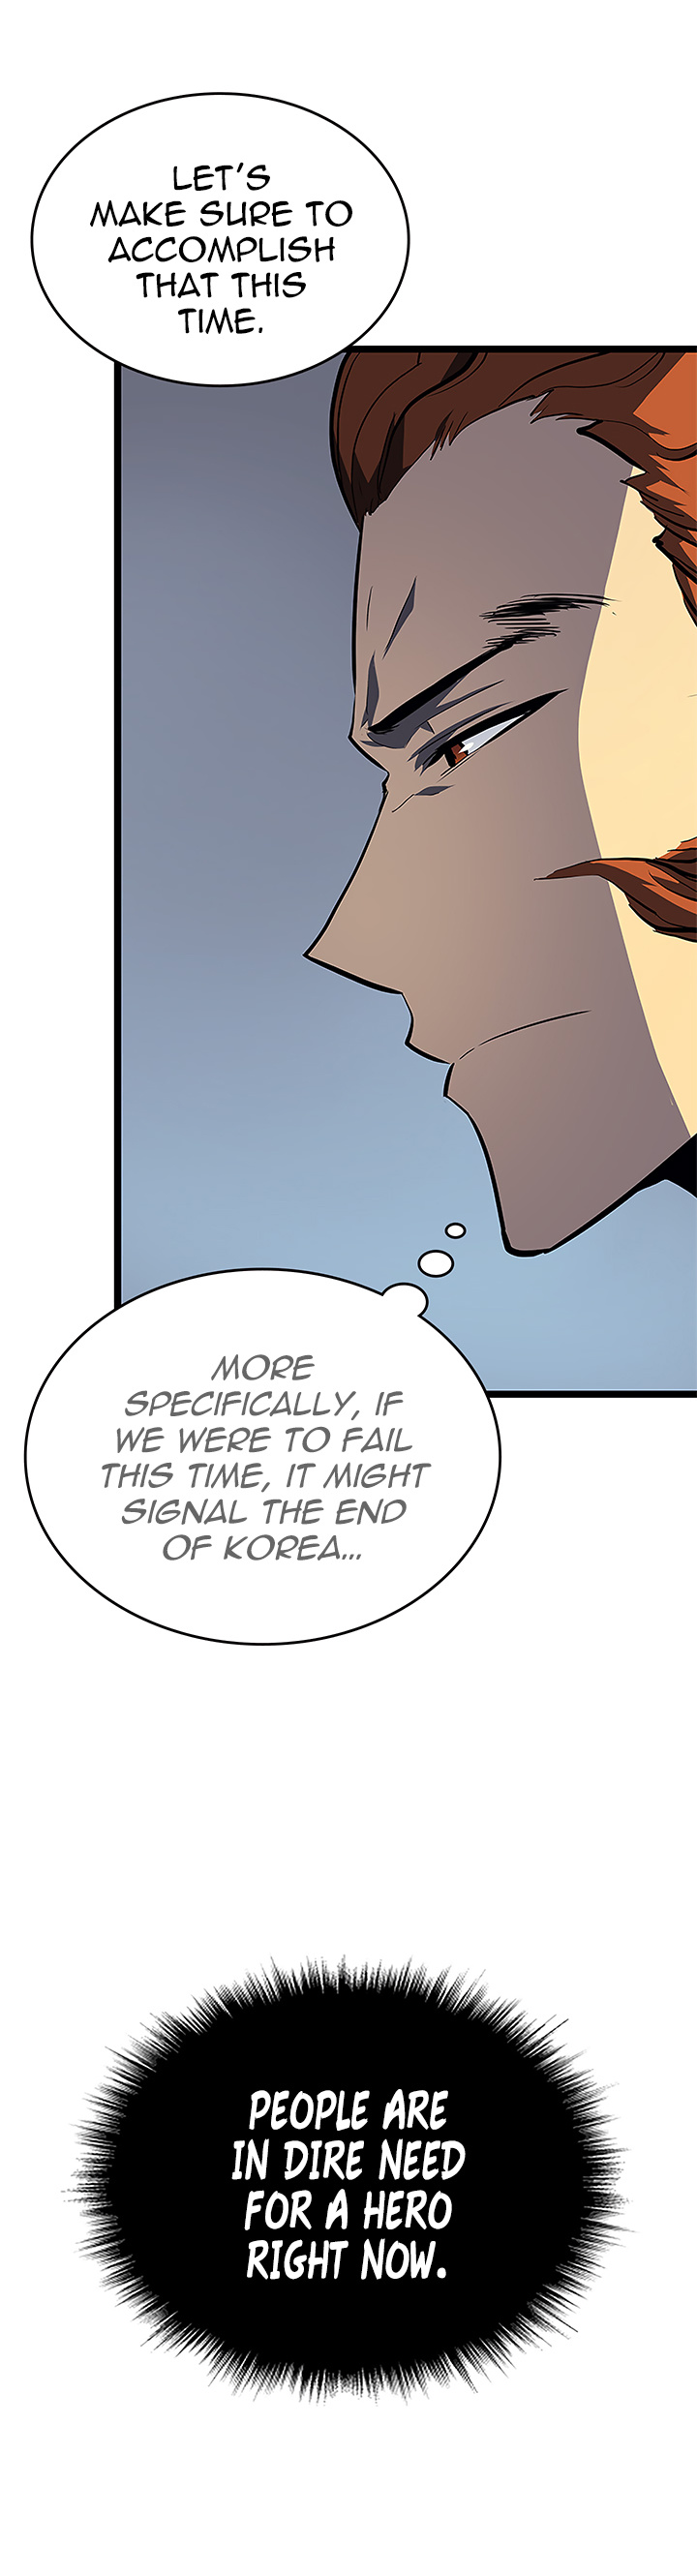 LET'S
MAKE SURE TO
ACCOMPLISH
THAT THIS
TIME.
MORE
SPECIFICALLY, IF
WE WERE TO FAIL
THIS TIME, IT MIGHT
SIGNAL THE END
OF KOREA...
PEOPLE ARE
IN DIRE NEED
FOR A HERO
RIGHT NOW.